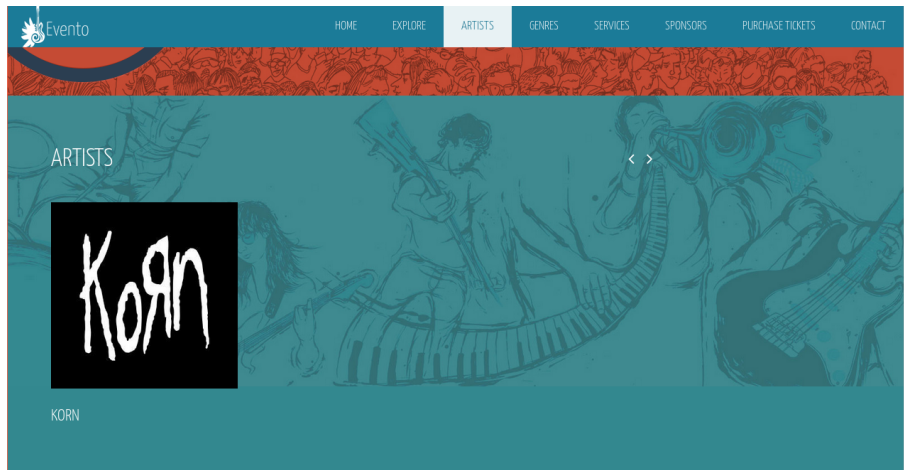 Evento
HOME EXPLORE ARTISTS GENRES SERVICES SPONSORS PURCHASE TICKETS CONTACT
ARTISTS
KoЯn
KORN